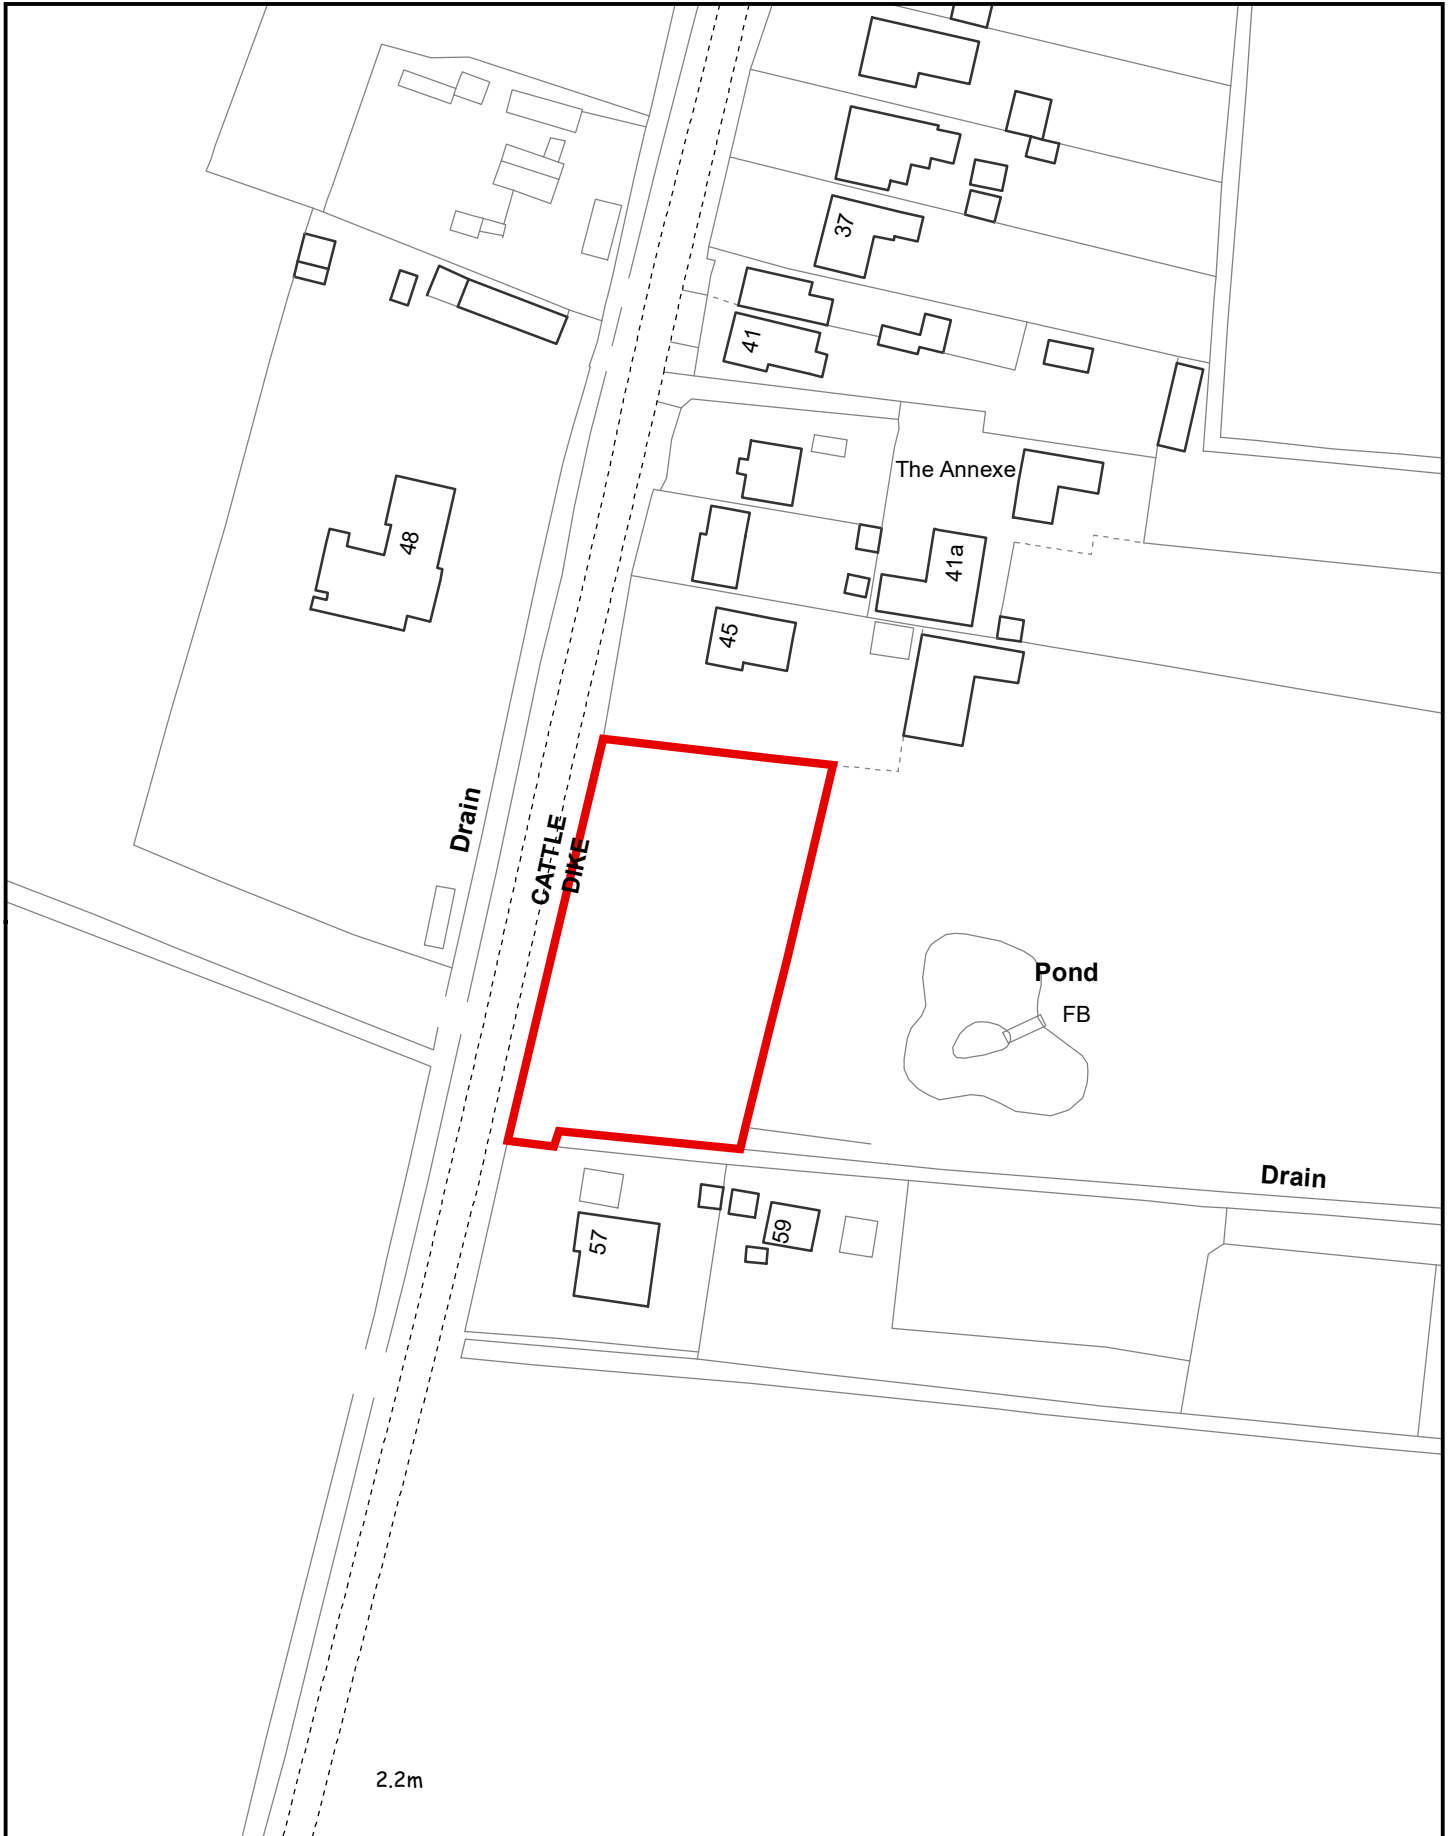 37
41
The Annexe
48
41a
45
Drain
CATTLE
DIKE
Pond
FB
Drain
59
57
2.2m